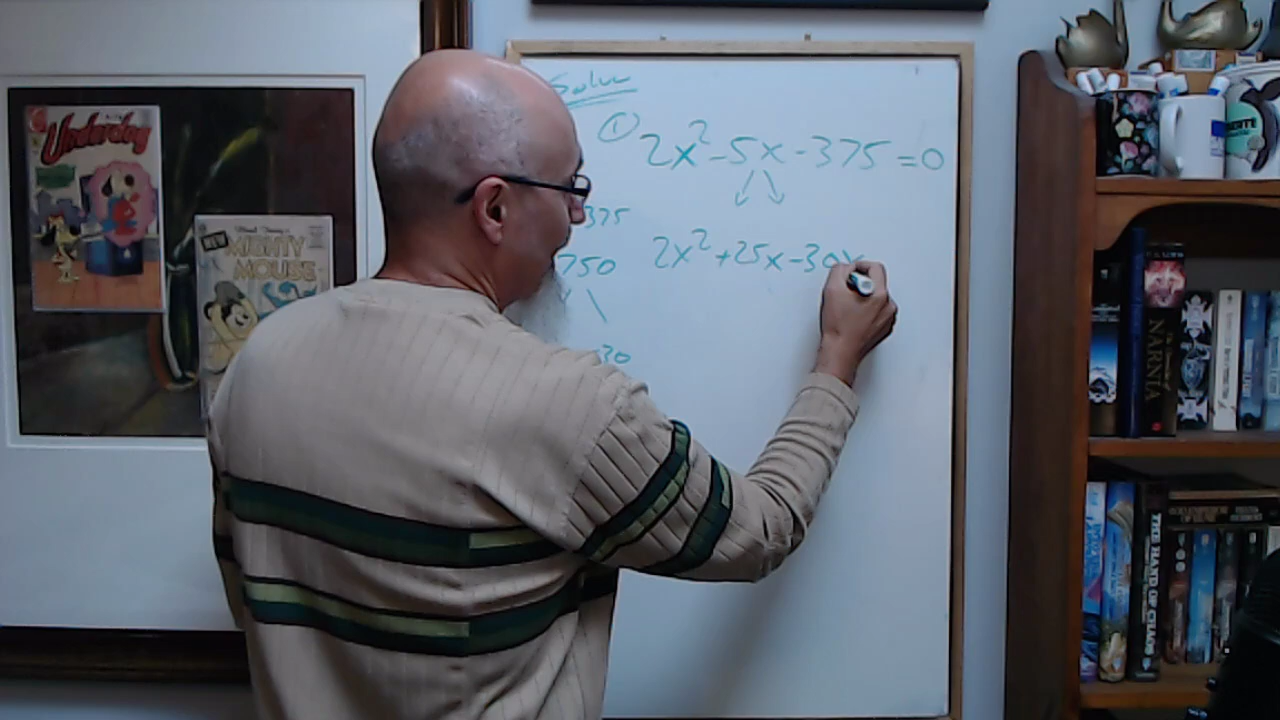 Solve
① 2x² - 5x - 375 = 0
375
750
2x² + 25x - 30x
30
Underdog
NEW
MIGHTY
MOUSE
NARNIA
THE HAND OF CHAOS